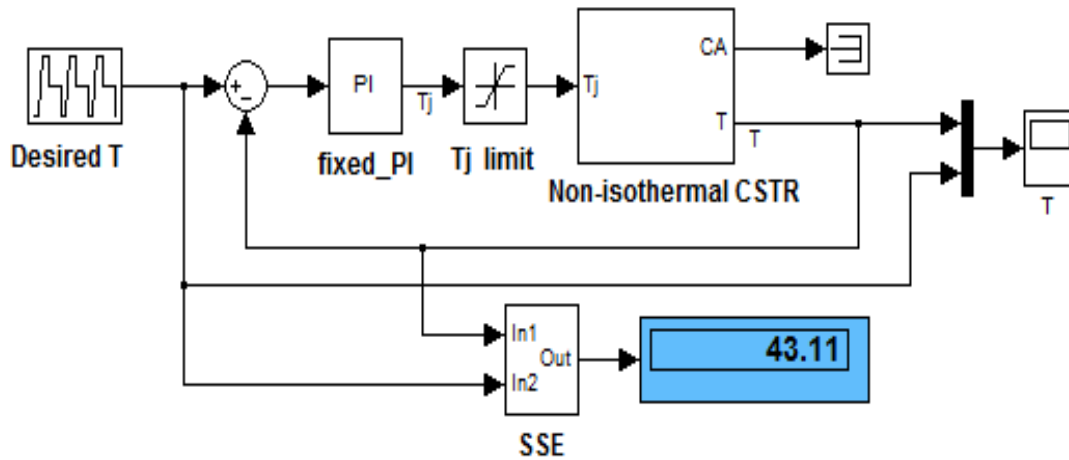 Desired T
+
−
PI
fixed_PI
Tj
Tj limit
Tj
CA
T
Non-isothermal CSTR
T
T
In1
In2
Out
SSE
43.11